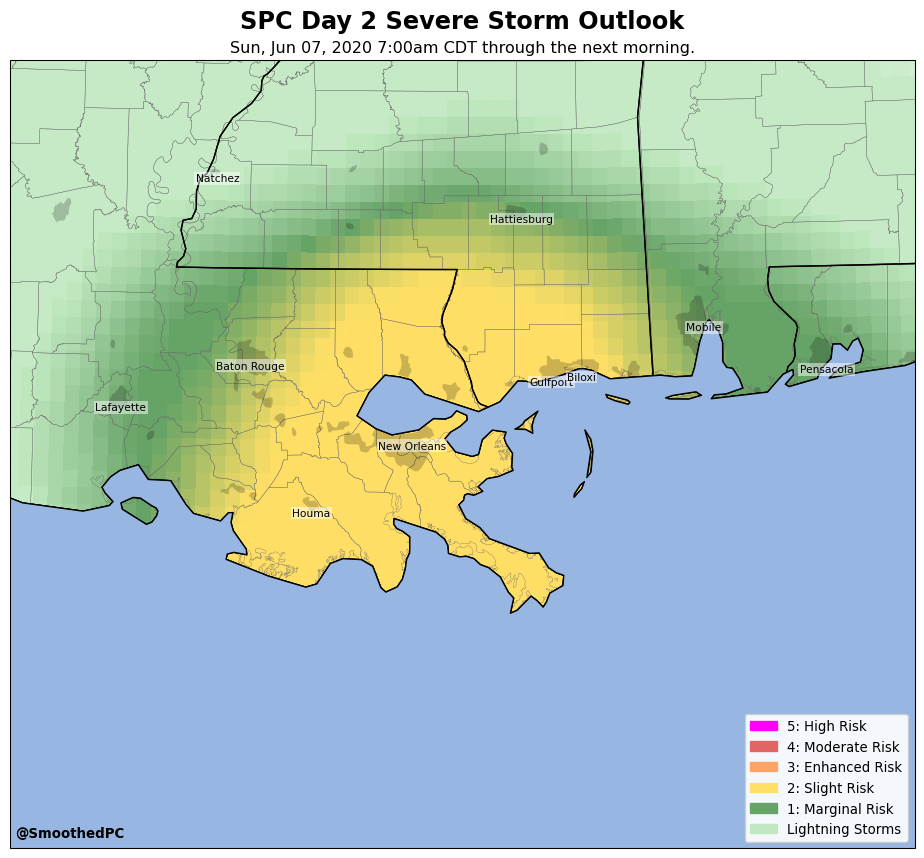 SPC Day 2 Severe Storm Outlook
Sun, Jun 07, 2020 7:00am CDT through the next morning.
Natchez
Hattiesburg
Mobile
Baton Rouge
Pensacola
Gulfport
Biloxi
Lafayette
New Orleans
Houma
5: High Risk
4: Moderate Risk
3: Enhanced Risk
2: Slight Risk
1: Marginal Risk
Lightning Storms
@SmoothedPC